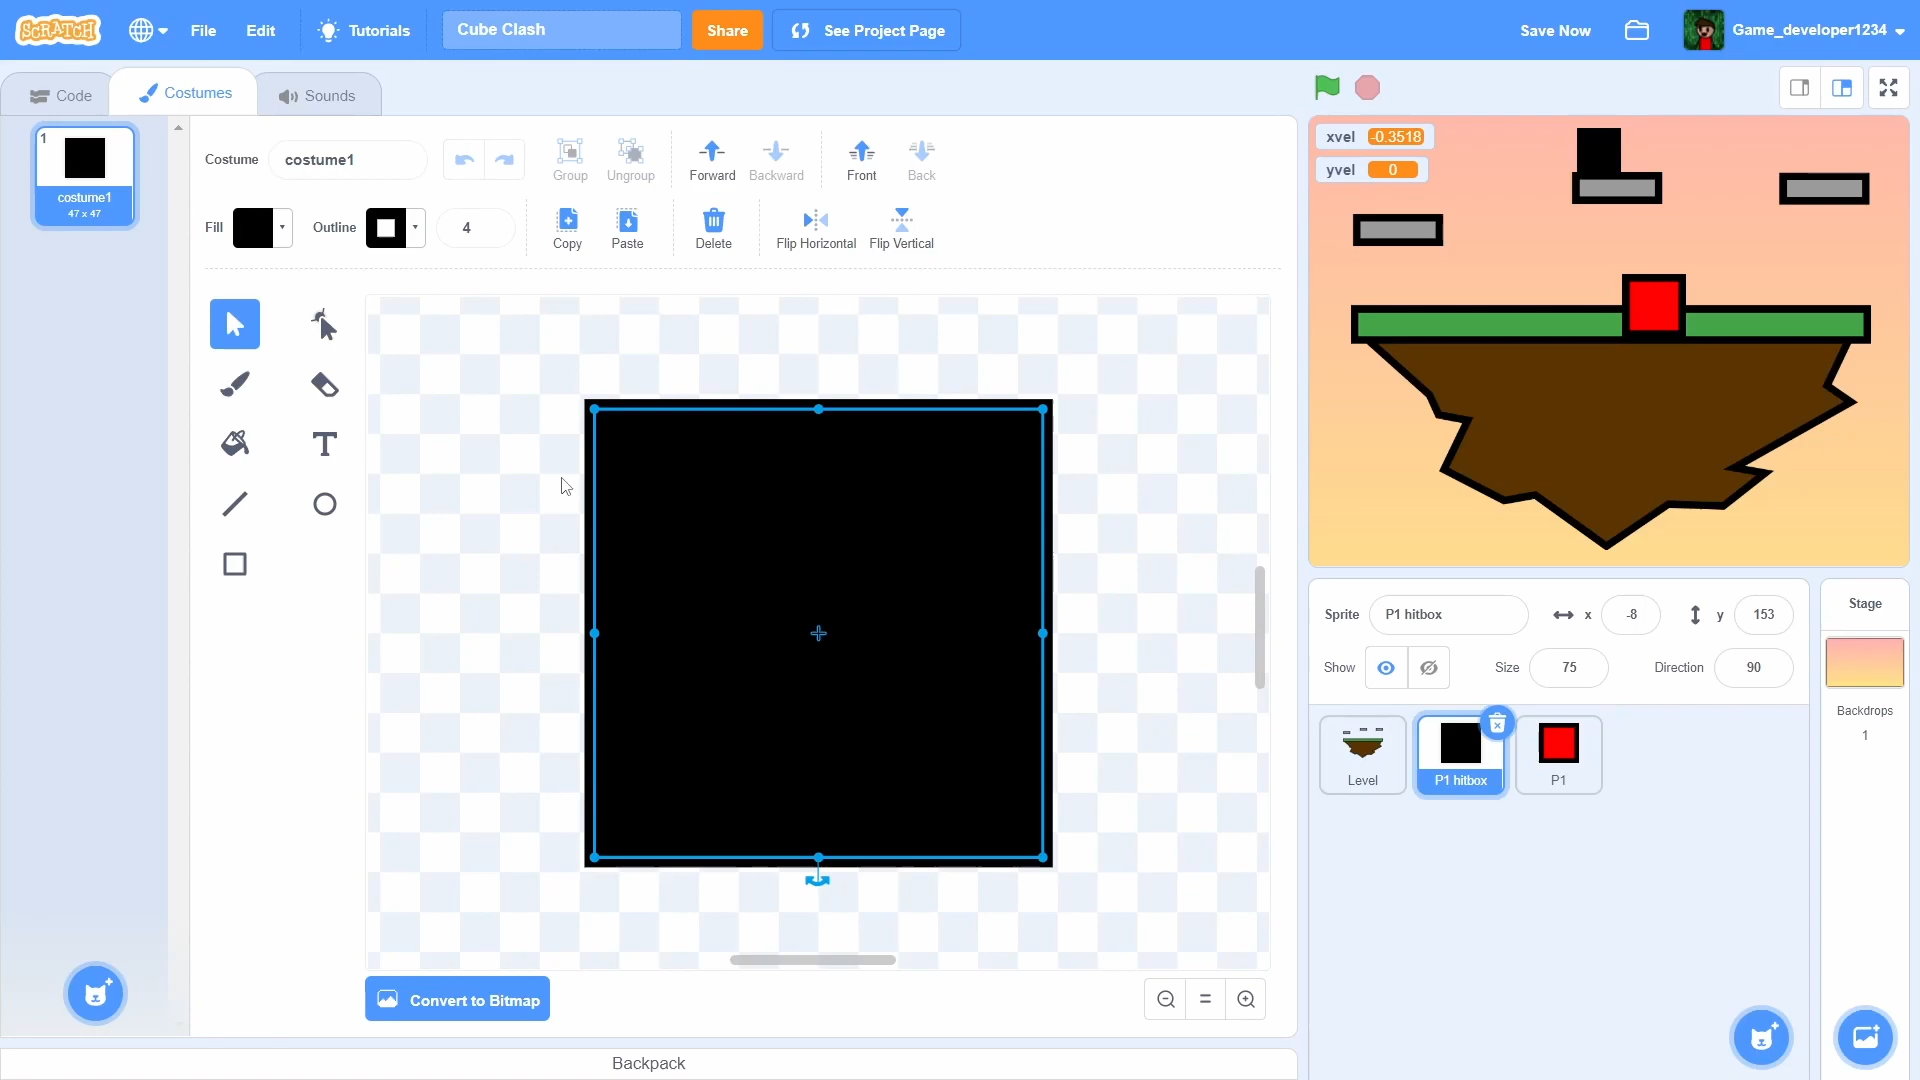 SCRATCH File Edit Tutorials Cube Clash Share See Project Page Save Now Game_developer1234
Code Costumes Sounds
1
costume1
47 x 47
Costume costume1 Group Ungroup Forward Backward Front Back
Fill Outline 4 Copy Paste Delete Flip Horizontal Flip Vertical
T
Convert to Bitmap
Backpack
xvel -0.3518
yvel 0
Sprite P1 hitbox x -8 y 153
Show Size 75 Direction 90
Level P1 hitbox P1
Stage
Backdrops
1